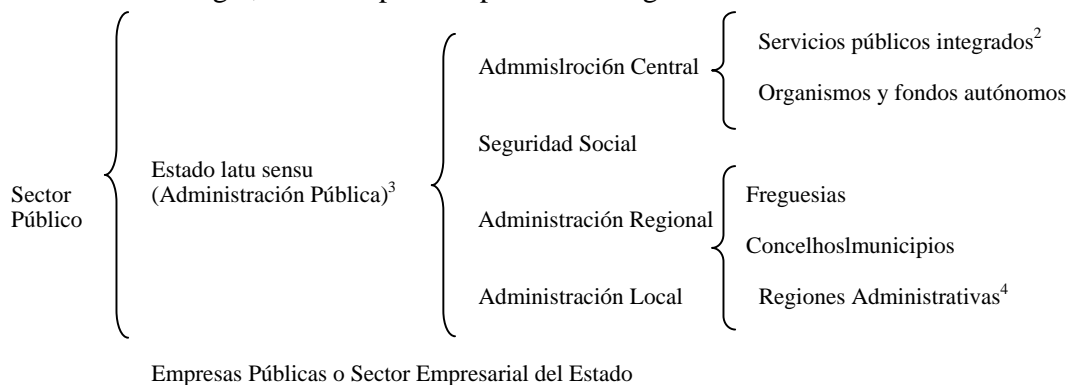 Servicios públicos integrados2
Admmislroci6n Central
Organismos y fondos autónomos
Seguridad Social
Estado latu sensu
(Administración Pública)3
Sector
Público
Freguesias
Administración Regional
Concelhoslmunicipios
Administración Local
Regiones Administrativas4
Empresas Públicas o Sector Empresarial del Estado